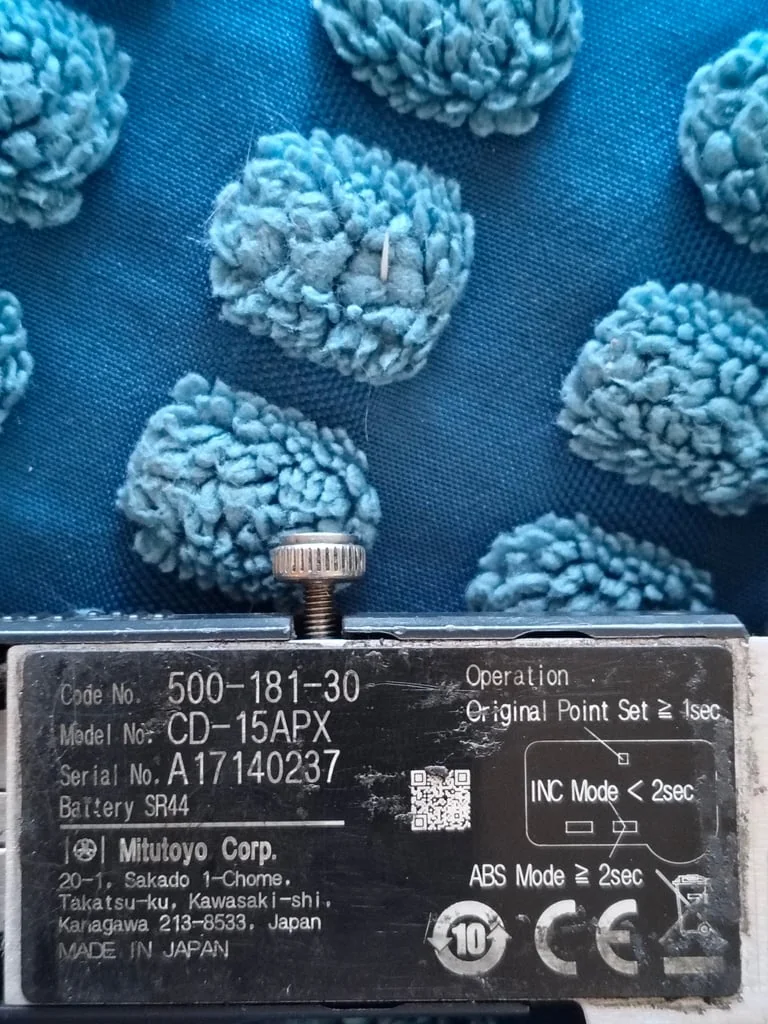 Code No. 500-181-30
Model No. CD-15APX
Serial No. A17140237
Battery SR44
Mitutoyo Corp.
20-1, Sakado 1-Chome,
Takatsu-ku, Kawasaki-shi,
Kanagawa 213-8533, Japan
MADE IN JAPAN
Operation
Original Point Set ≧ 1sec
INC Mode < 2sec
ABS Mode ≧ 2sec
10 CE